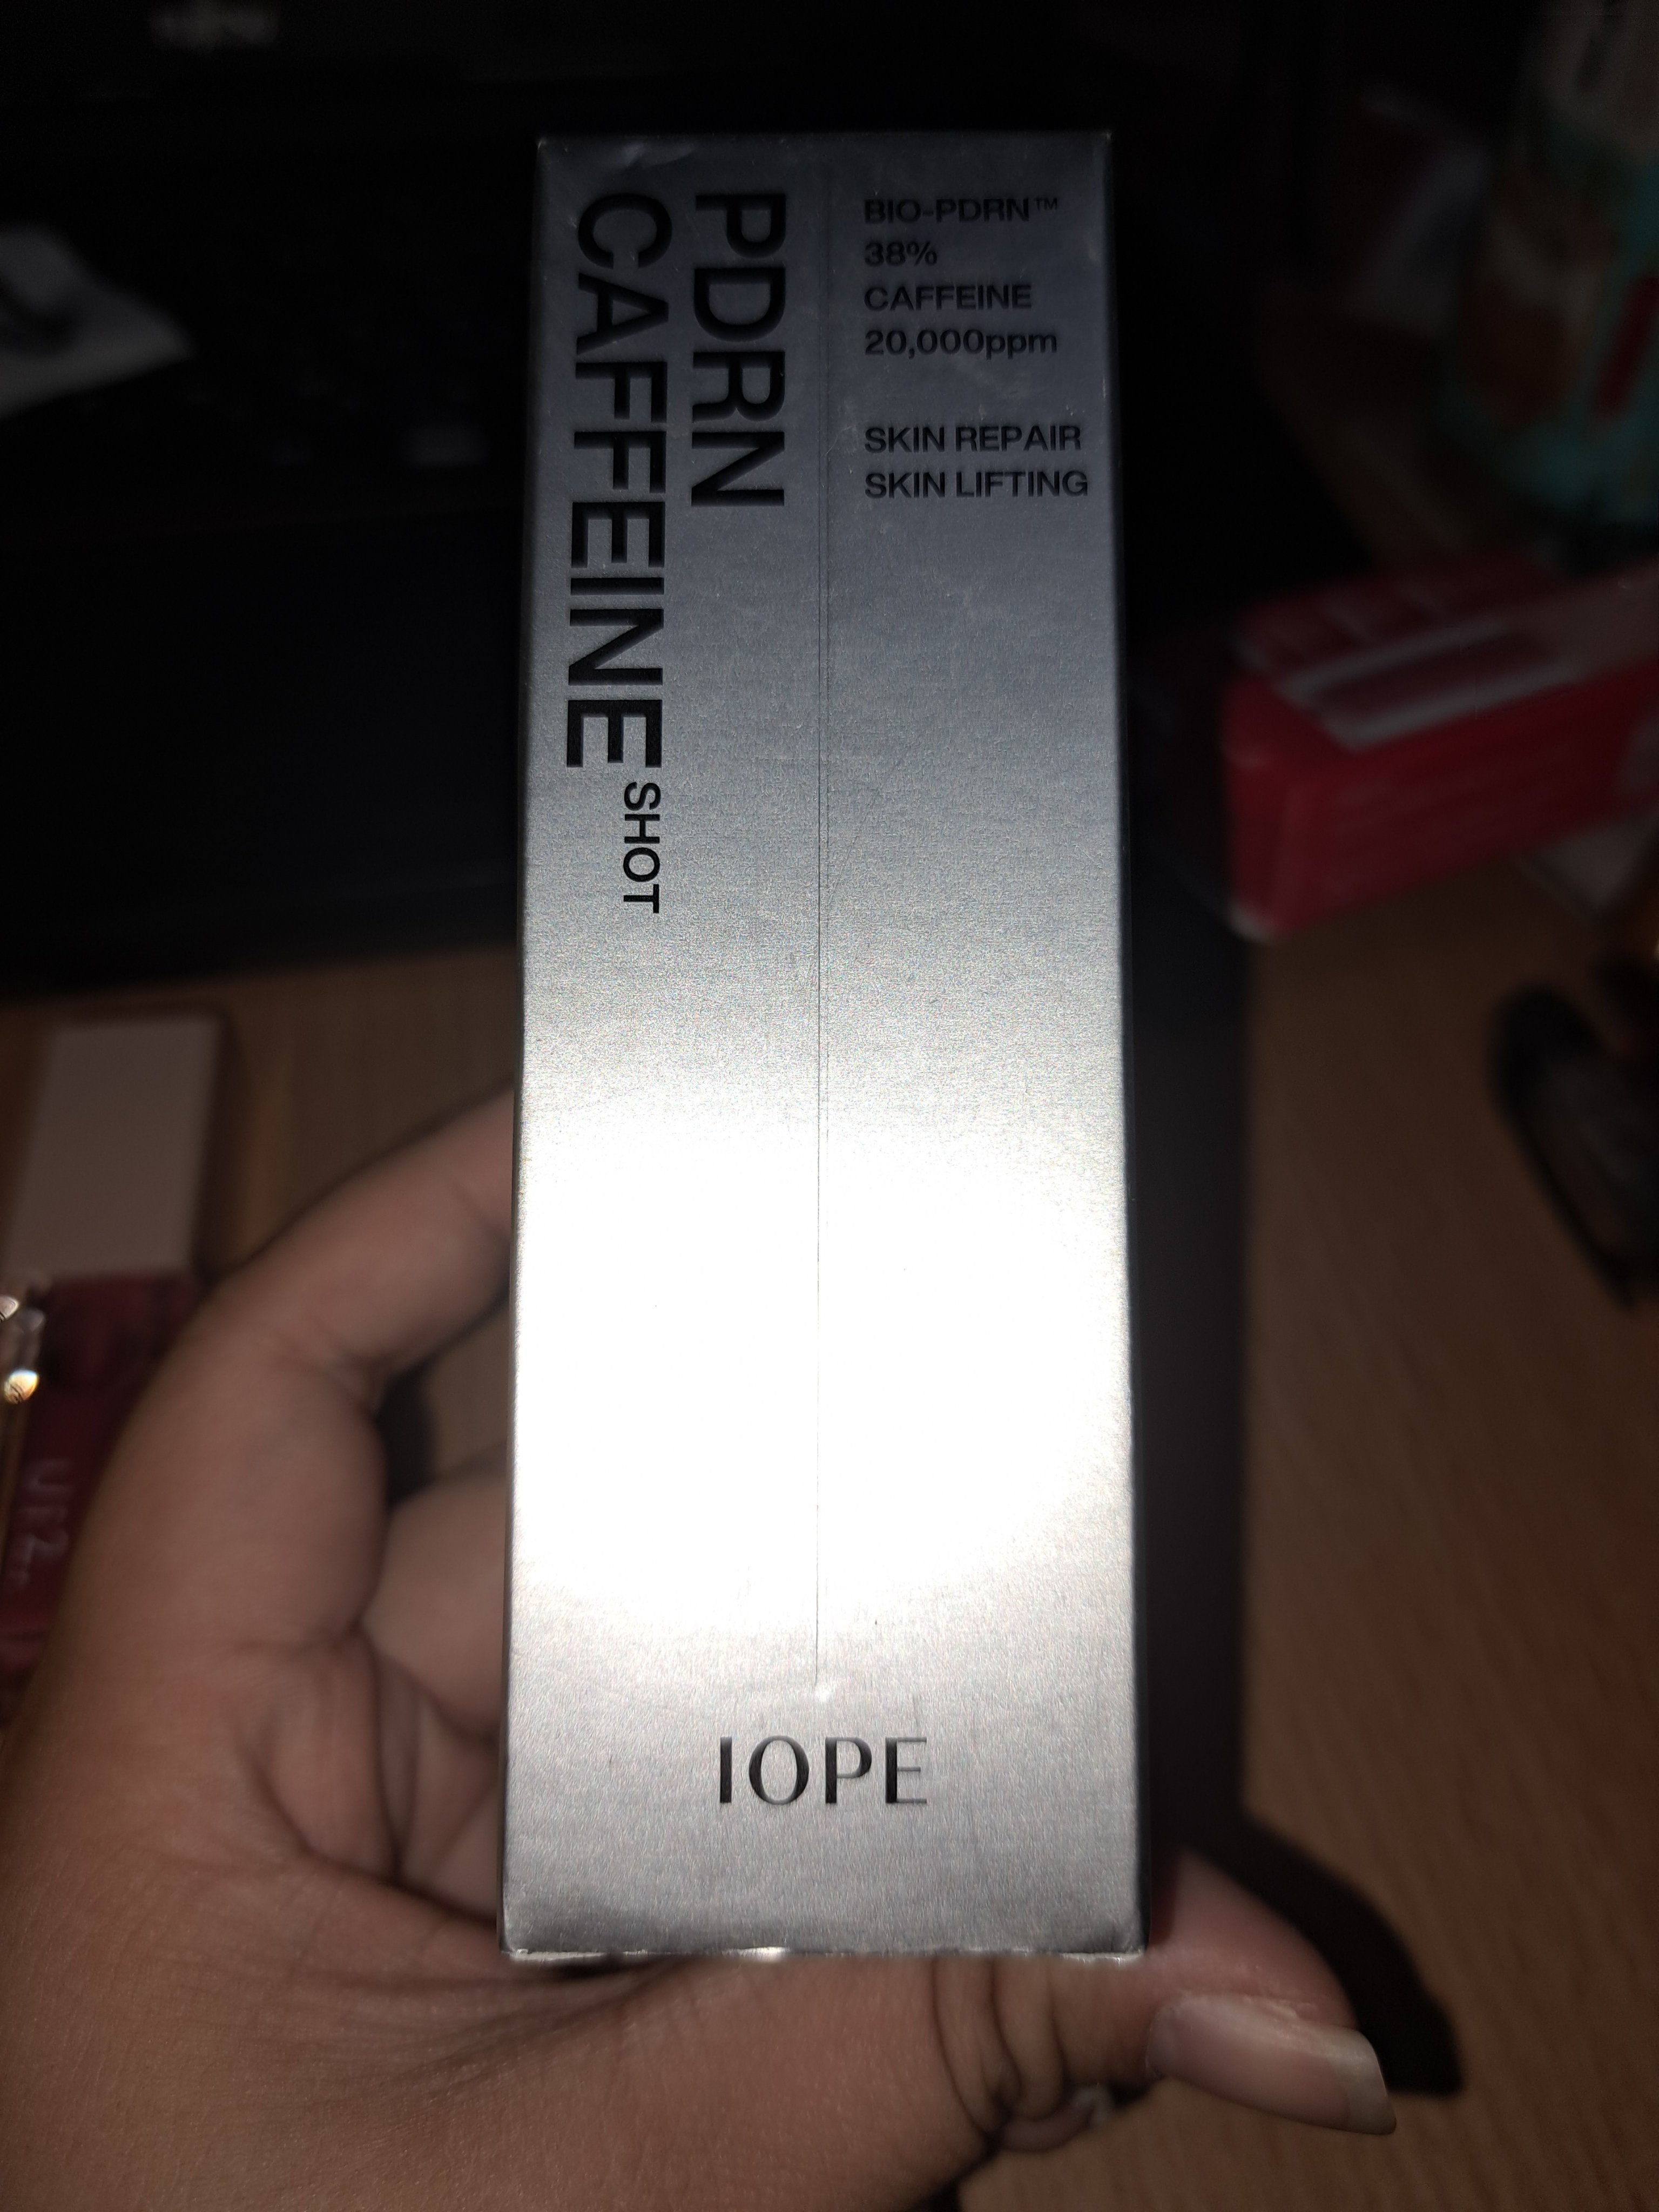 PDRN
CAFFEINE SHOT
BIO-PDRN™
38%
CAFFEINE
20,000ppm
SKIN REPAIR
SKIN LIFTING
IOPE